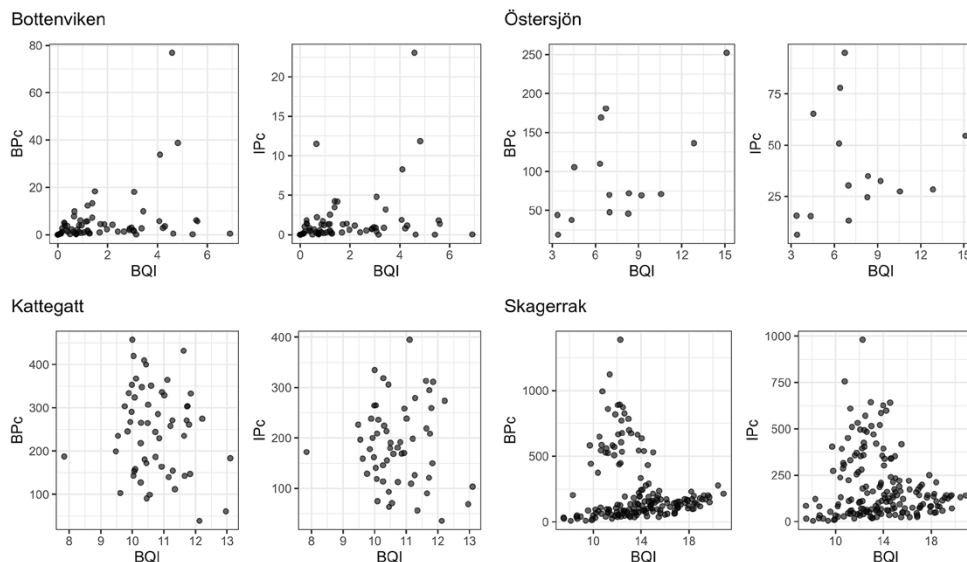 Bottenviken
BPc
80
60
40
20
0
0 2 4 6
BQI
IPc
20
15
10
5
0
0 2 4 6
BQI
Östersjön
BPc
250
200
150
100
50
3 6 9 12 15
BQI
IPc
75
50
25
3 6 9 12 15
BQI
Kattegatt
BPc
400
300
200
100
8 9 10 11 12 13
BQI
IPc
400
300
200
100
8 9 10 11 12 13
BQI
Skagerrak
BPc
1000
500
0
10 14 18
BQI
IPc
1000
750
500
250
0
10 14 18
BQI